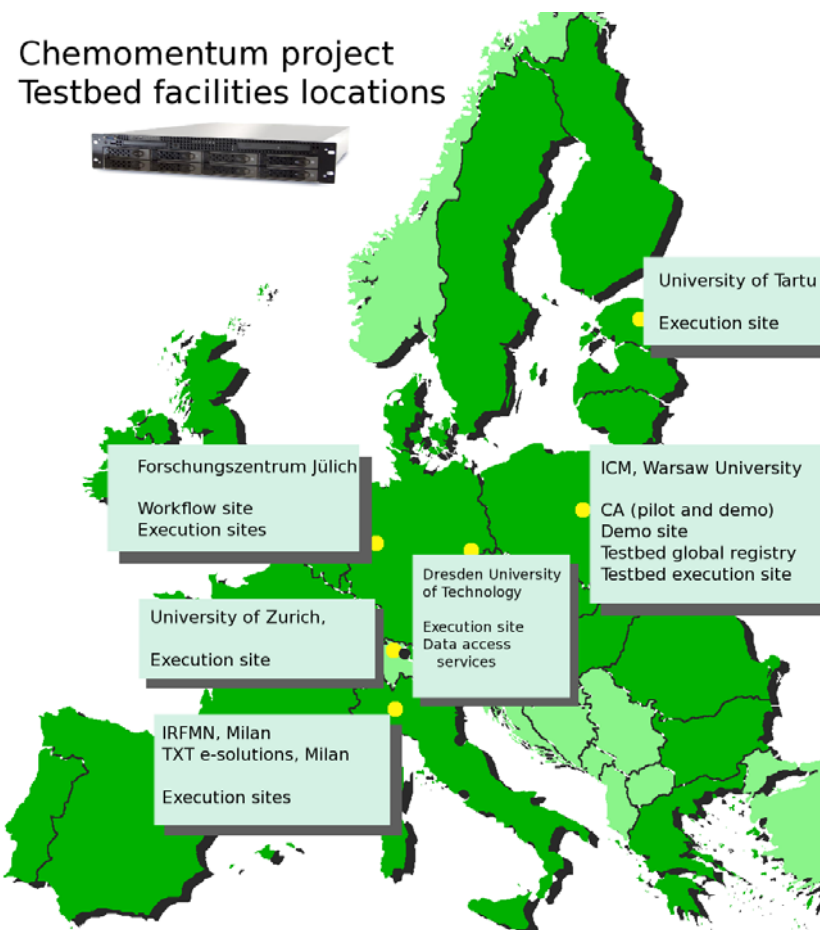 Chemomentum project
Testbed facilities locations
University of Tartu
Execution site
Forschungszentrum Jülich
Workflow site
Execution sites
ICM, Warsaw University
CA (pilot and demo)
Demo site
Testbed global registry
Testbed execution site
Dresden University
of Technology
Execution site
Data access
services
University of Zurich,
Execution site
IRFMN, Milan
TXT e-solutions, Milan
Execution sites